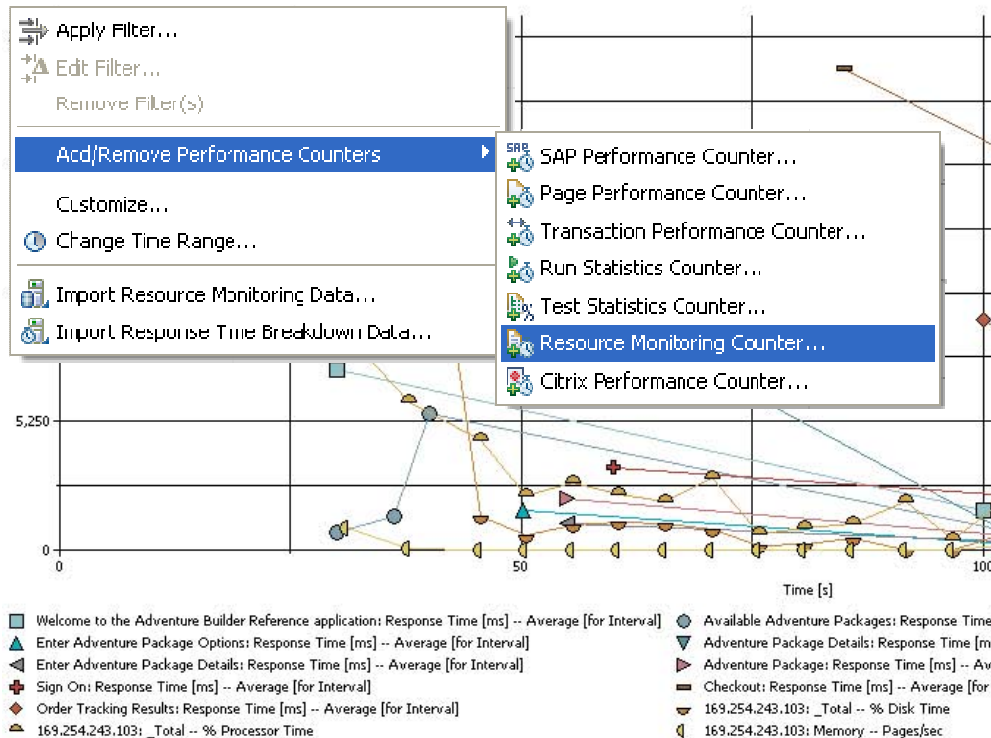 Apply Filter...
Edit Filter...
Remove Filter(s)
Add/Remove Performance Counters
Customize...
Change Time Range...
Import Resource Monitoring Data...
Import Response Time Breakdown Data...
SAP
SAP Performance Counter...
Page Performance Counter...
Transaction Performance Counter...
Run Statistics Counter...
Test Statistics Counter...
Resource Monitoring Counter...
Citrix Performance Counter...
5,250
0
0
50
100
Time [s]
Welcome to the Adventure Builder Reference application: Response Time [ms] -- Average [for Interval]
Enter Adventure Package Options: Response Time [ms] -- Average [for Interval]
Enter Adventure Package Details: Response Time [ms] -- Average [for Interval]
Sign On: Response Time [ms] -- Average [for Interval]
Order Tracking Results: Response Time [ms] -- Average [for Interval]
169.254.243.103: _Total -- % Processor Time
Available Adventure Packages: Response Time
Adventure Package Details: Response Time [m
Adventure Package: Response Time [ms] -- Av
Checkout: Response Time [ms] -- Average [for
169.254.243.103: _Total -- % Disk Time
169.254.243.103: Memory -- Pages/sec